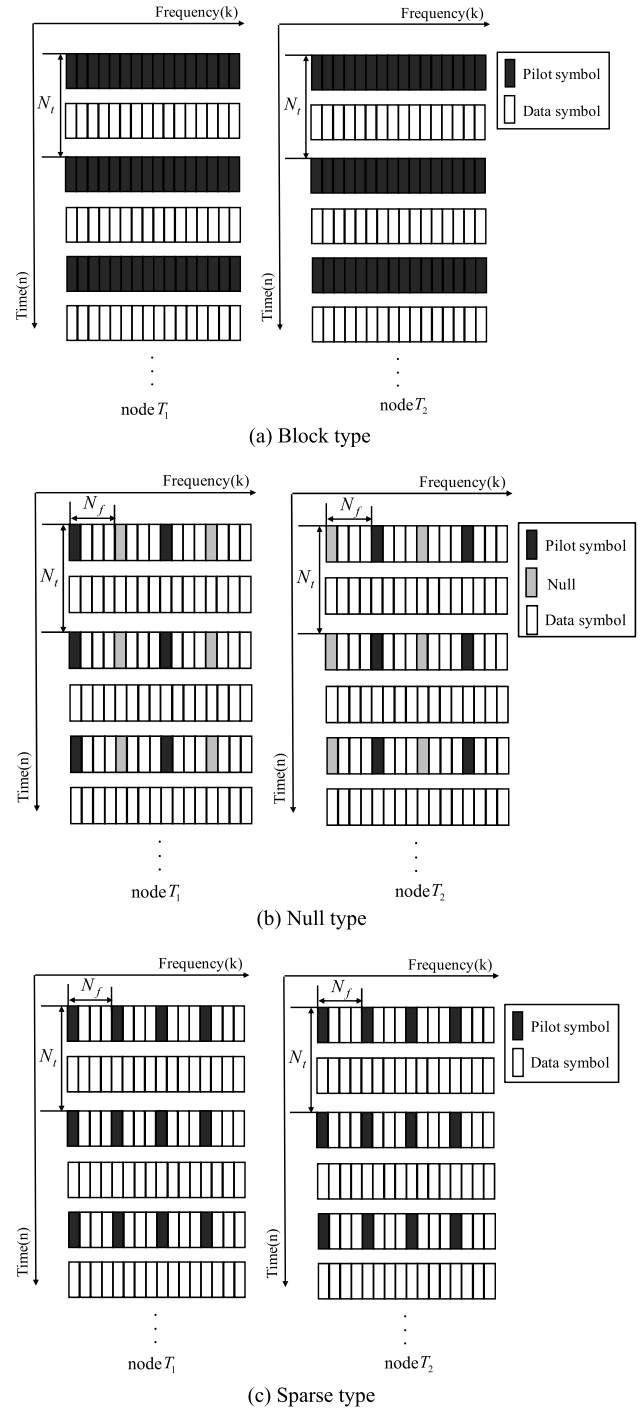 Frequency(k)
Frequency(k)
N_t
N_t
Pilot symbol
Data symbol
Time(n)
Time(n)
node T_1
node T_2
(a) Block type
Frequency(k)
Frequency(k)
N_f
N_f
N_t
N_t
Pilot symbol
Null
Data symbol
Time(n)
Time(n)
node T_1
node T_2
(b) Null type
Frequency(k)
Frequency(k)
N_f
N_f
N_t
N_t
Pilot symbol
Data symbol
Time(n)
Time(n)
node T_1
node T_2
(c) Sparse type